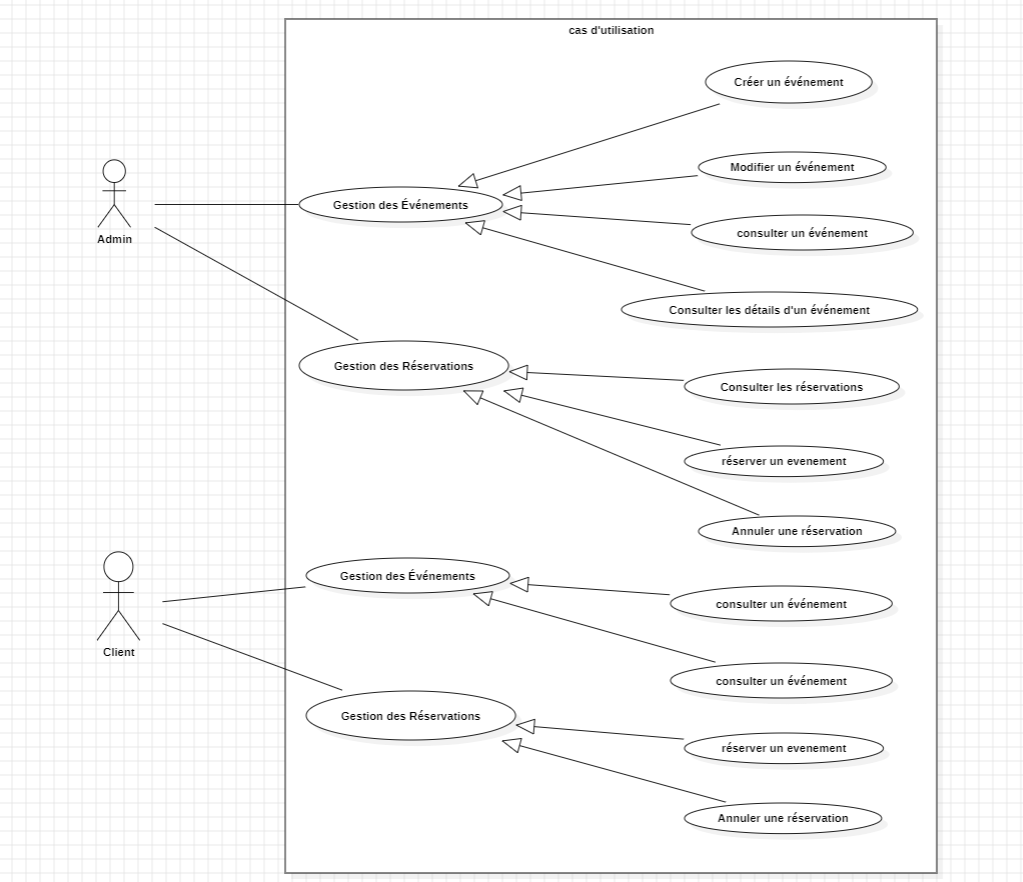 cas d'utilisation
Créer un événement
Modifier un événement
Gestion des Événements
consulter un événement
Admin
Consulter les détails d'un événement
Gestion des Réservations
Consulter les réservations
réserver un evenement
Annuler une réservation
Gestion des Événements
consulter un événement
Client
consulter un événement
Gestion des Réservations
réserver un evenement
Annuler une réservation